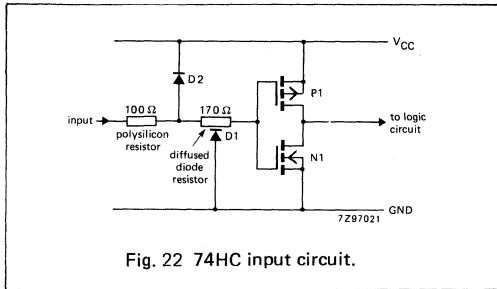 VCC
D2
100 Ω
170 Ω
P1
input
to logic
circuit
polysilicon
resistor
D1
diffused
diode
resistor
N1
7Z97021
GND
Fig. 22 74HC input circuit.